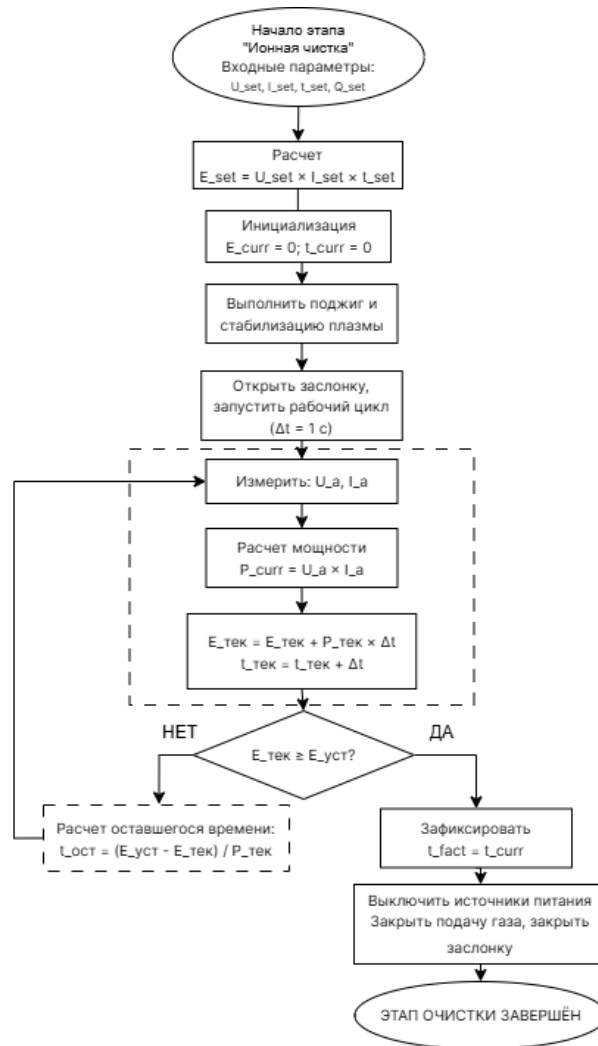 Начало этапа
"Ионная чистка"
Входные параметры:
U_set, I_set, t_set, Q_set
Расчет
E_set = U_set × I_set × t_set
Инициализация
E_curr = 0; t_curr = 0
Выполнить поджиг и
стабилизацию плазмы
Открыть заслонку,
запустить рабочий цикл
(Δt = 1 с)
Измерить: U_a, I_a
Расчет мощности
P_curr = U_a × I_a
E_тек = E_тек + P_тек × Δt
t_тек = t_тек + Δt
НЕТ
E_тек ≥ E_уст?
ДА
Расчет оставшегося времени:
t_ост = (E_уст - E_тек) / P_тек
Зафиксировать
t_fact = t_curr
Выключить источники питания
Закрыть подачу газа, закрыть
заслонку
ЭТАП ОЧИСТКИ ЗАВЕРШЁН